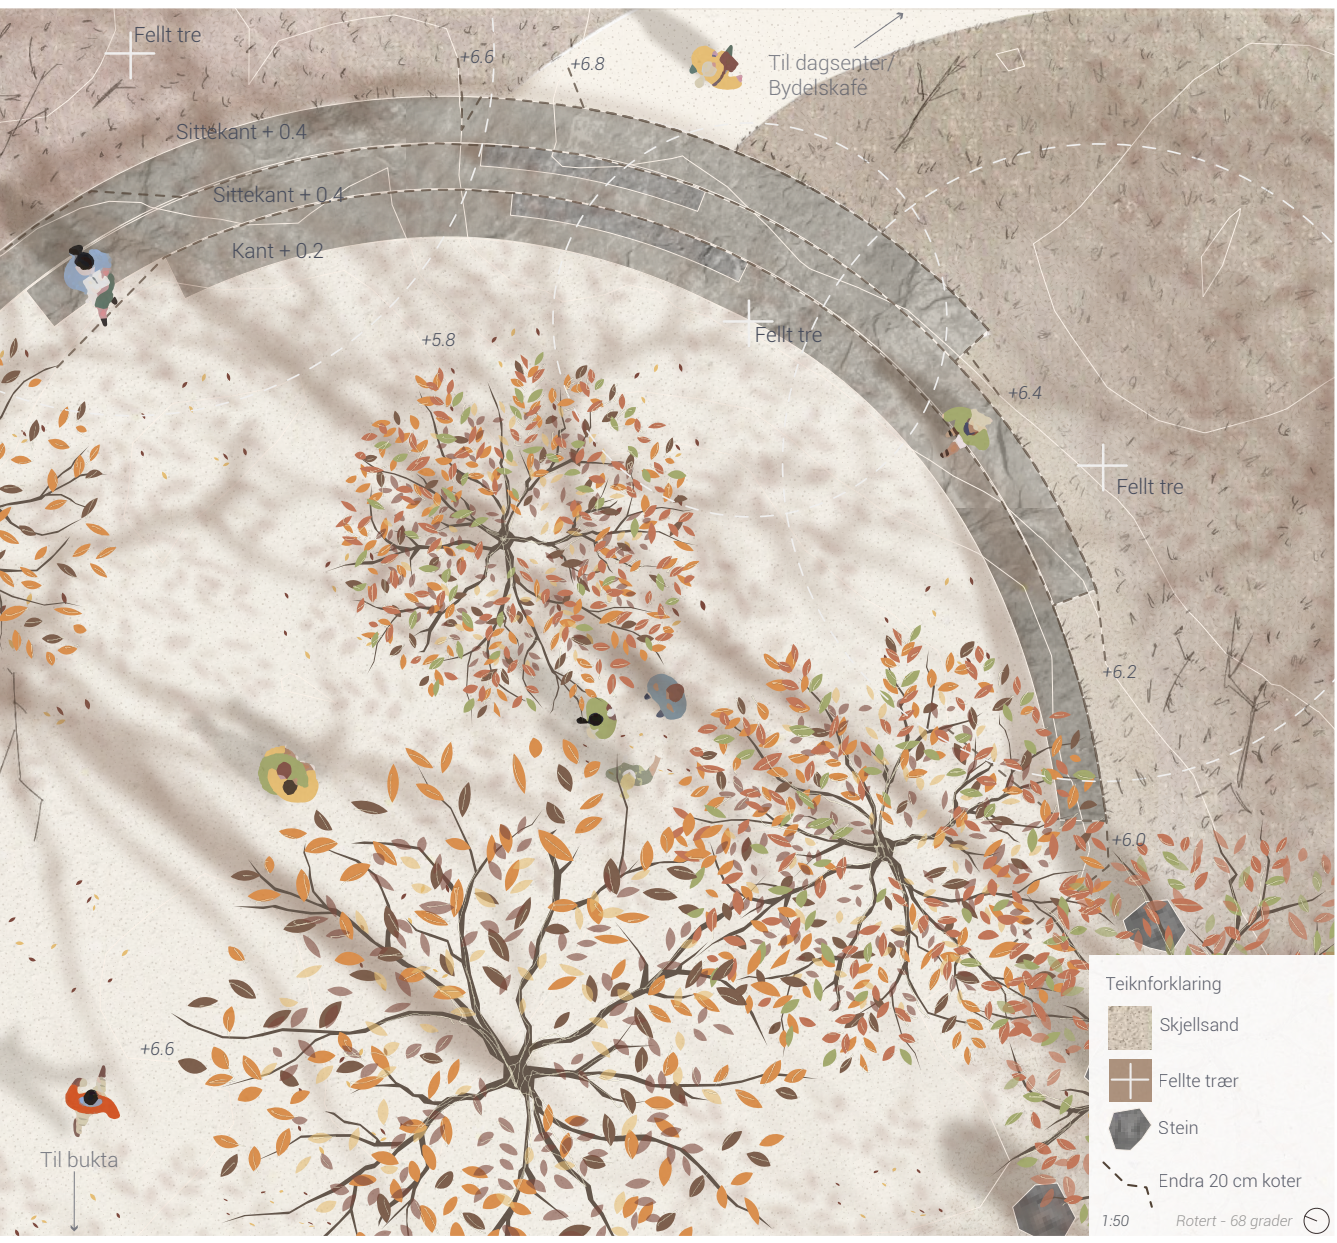 Fellt tre
+6.6
+6.8
Til dagsenter/
Bydelskafé
Sittekant + 0.4
Sittekant + 0.4
Kant + 0.2
+5.8
Fellt tre
+6.4
Fellt tre
+6.2
+6.0
+6.6
Til bukta
Teiknforklaring
Skjellsand
Fellte trær
Stein
Endra 20 cm koter
1:50
Rotert - 68 grader